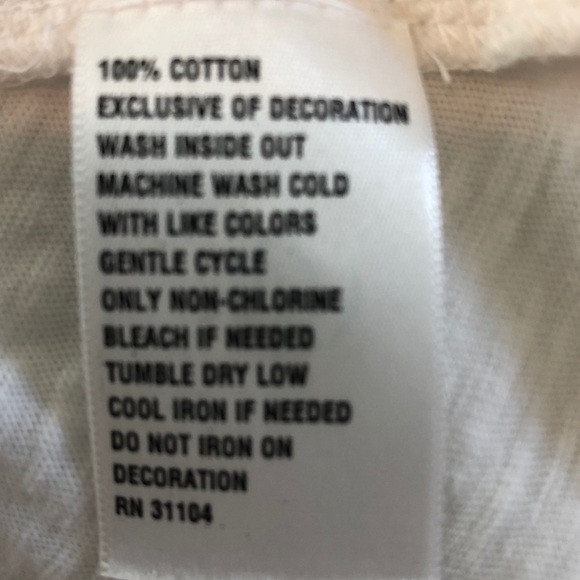 100% COTTON
EXCLUSIVE OF DECORATION
WASH INSIDE OUT
MACHINE WASH COLD
WITH LIKE COLORS
GENTLE CYCLE
ONLY NON-CHLORINE
BLEACH IF NEEDED
TUMBLE DRY LOW
COOL IRON IF NEEDED
DO NOT IRON ON
DECORATION
RN 31104